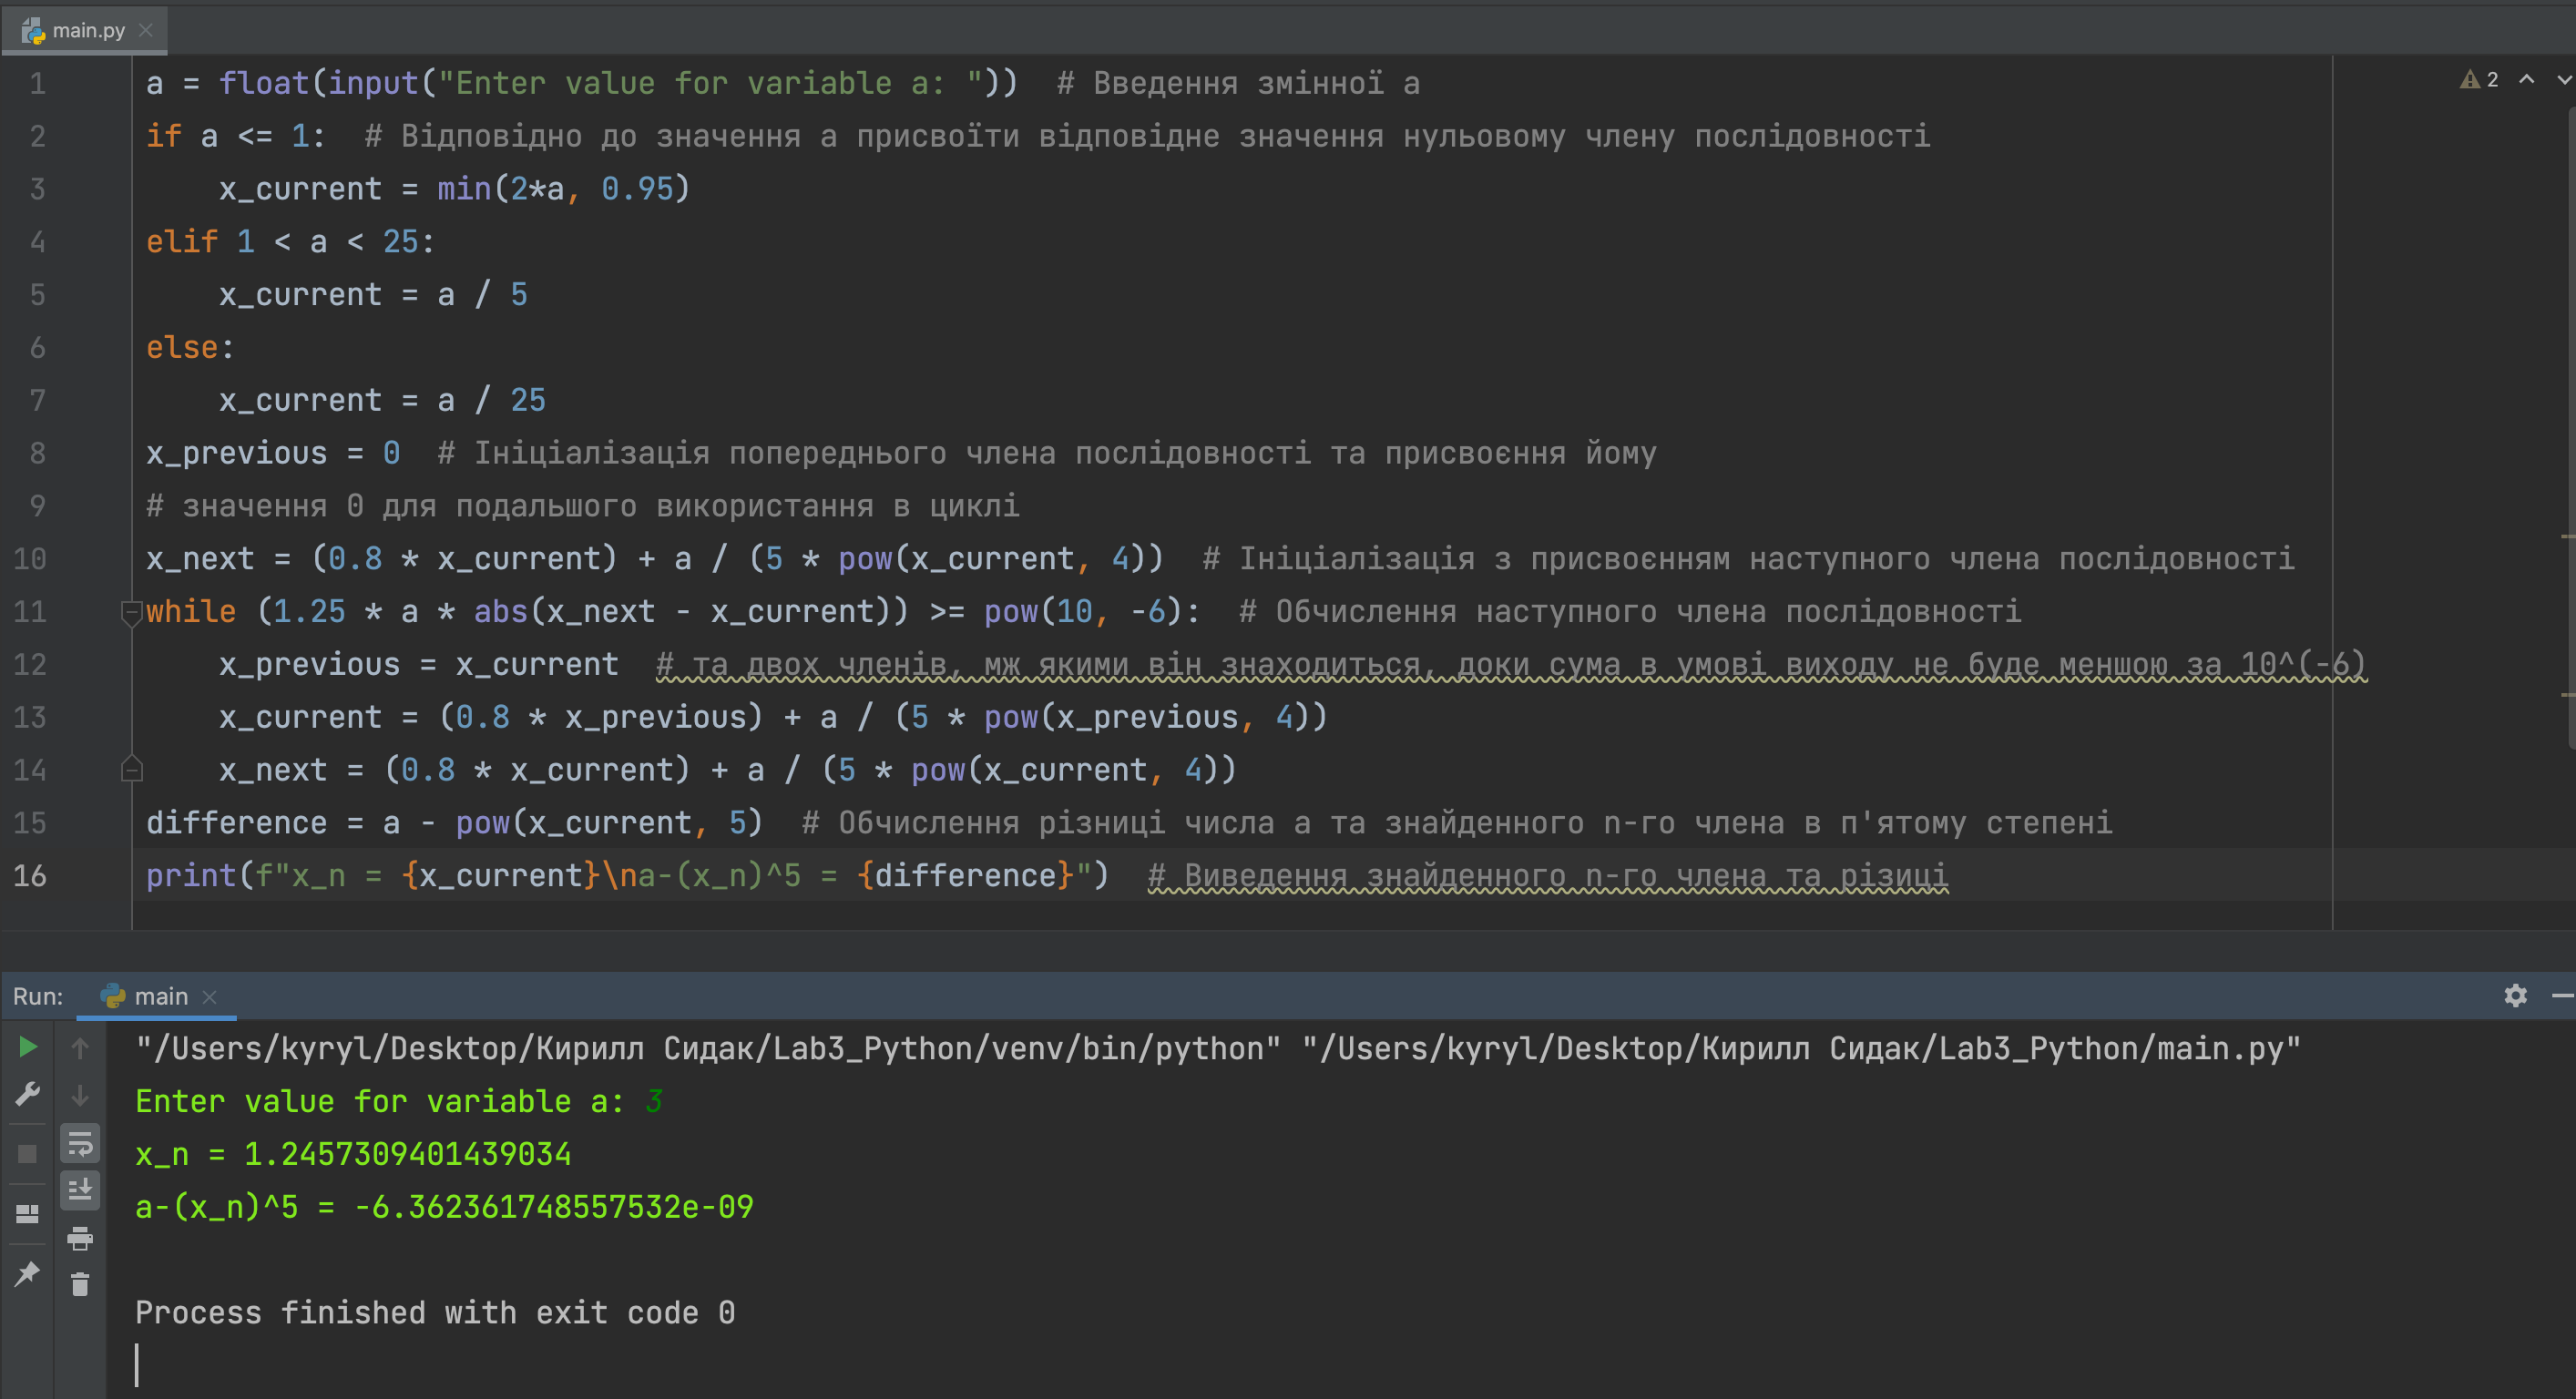 main.py
1 a = float(input("Enter value for variable a: "))  # Введення змінної а
2 if a <= 1:  # Відповідно до значення а присвоїти відповідне значення нульовому члену послідовності
3     x_current = min(2*a, 0.95)
4 elif 1 < a < 25:
5     x_current = a / 5
6 else:
7     x_current = a / 25
8 x_previous = 0  # Ініціалізація попереднього члена послідовності та присвоєння йому
9 # значення 0 для подальшого використання в циклі
10 x_next = (0.8 * x_current) + a / (5 * pow(x_current, 4))  # Ініціалізація з присвоєнням наступного члена послідовності
11 while (1.25 * a * abs(x_next - x_current)) >= pow(10, -6):  # Обчислення наступного члена послідовності
12     x_previous = x_current  # та двох членів, мж якими він знаходиться, доки сума в умові виходу не буде меншою за 10^(-6)
13     x_current = (0.8 * x_previous) + a / (5 * pow(x_previous, 4))
14     x_next = (0.8 * x_current) + a / (5 * pow(x_current, 4))
15 difference = a - pow(x_current, 5)  # Обчислення різниці числа а та знайденного n-го члена в п'ятому степені
16 print(f"x_n = {x_current}\na-(x_n)^5 = {difference}")  # Виведення знайденного n-го члена та різиці
2
Run: main
"/Users/kyryl/Desktop/Кирилл Сидак/Lab3_Python/venv/bin/python" "/Users/kyryl/Desktop/Кирилл Сидак/Lab3_Python/main.py"
Enter value for variable a: 3
x_n = 1.2457309401439034
a-(x_n)^5 = -6.362361748557532e-09
Process finished with exit code 0